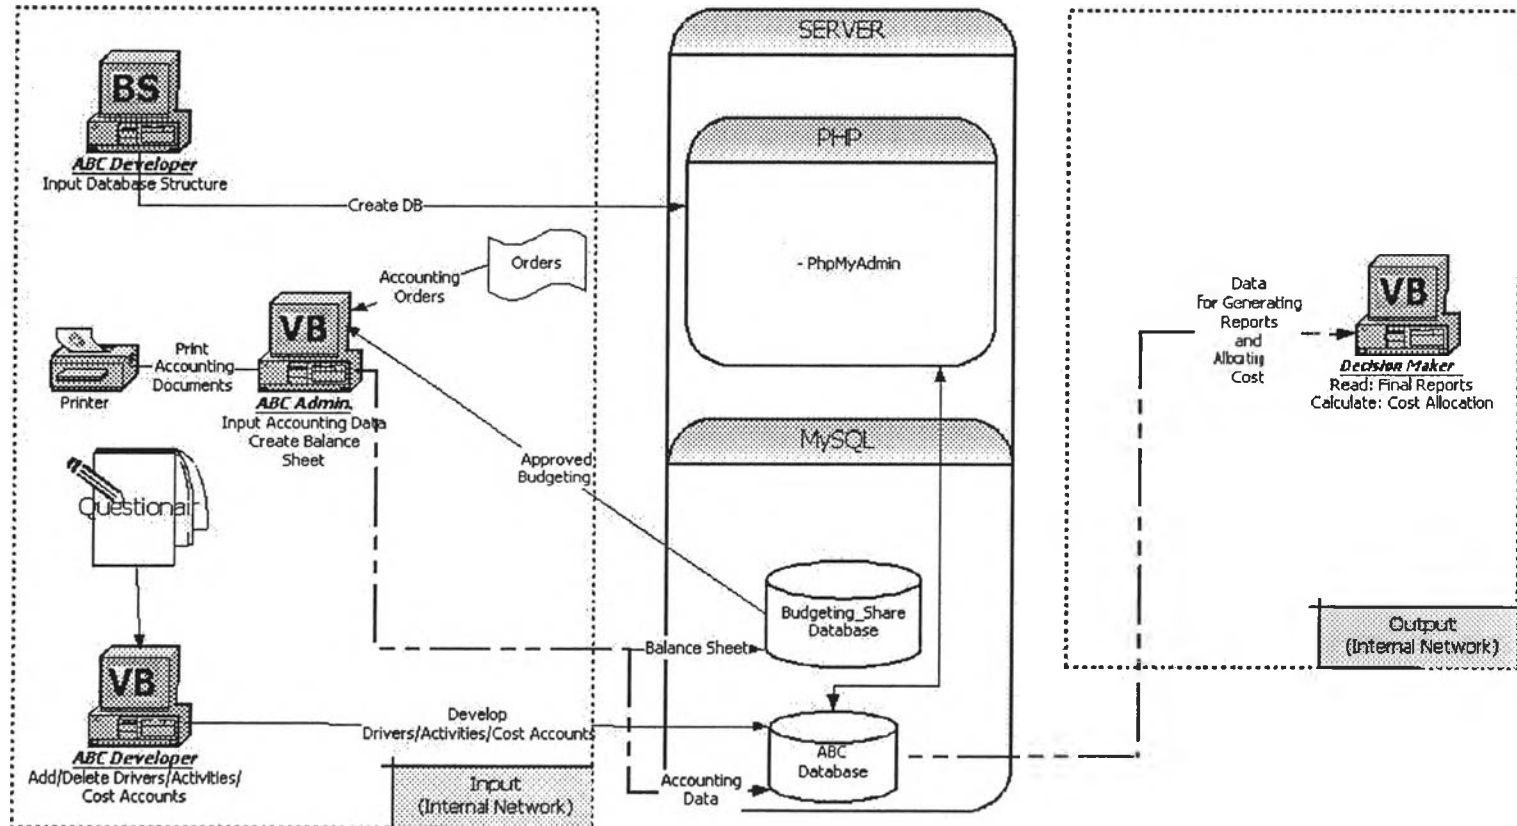 SERVER
BS
ABC Developer
Input Database Structure
PHP
Create DB
- PhpMyAdmin
Orders
Accounting
Orders
VB
Print
Accounting
Documents
Printer
ABC Admin.
Input Accounting Data
Create Balance
Sheet
Data
For Generating
Reports
and
Allocating
Cost
VB
Decision Maker
Read: Final Reports
Calculate: Cost Allocation
MySQL
Approved
Budgeting
Questionair
Budgeting_Share
Database
Balance Sheet
Output
(Internal Network)
VB
ABC Developer
Add/Delete Drivers/Activities/
Cost Accounts
Develop
Drivers/Activities/Cost Accounts
ABC
Database
Accounting
Data
Input
(Internal Network)